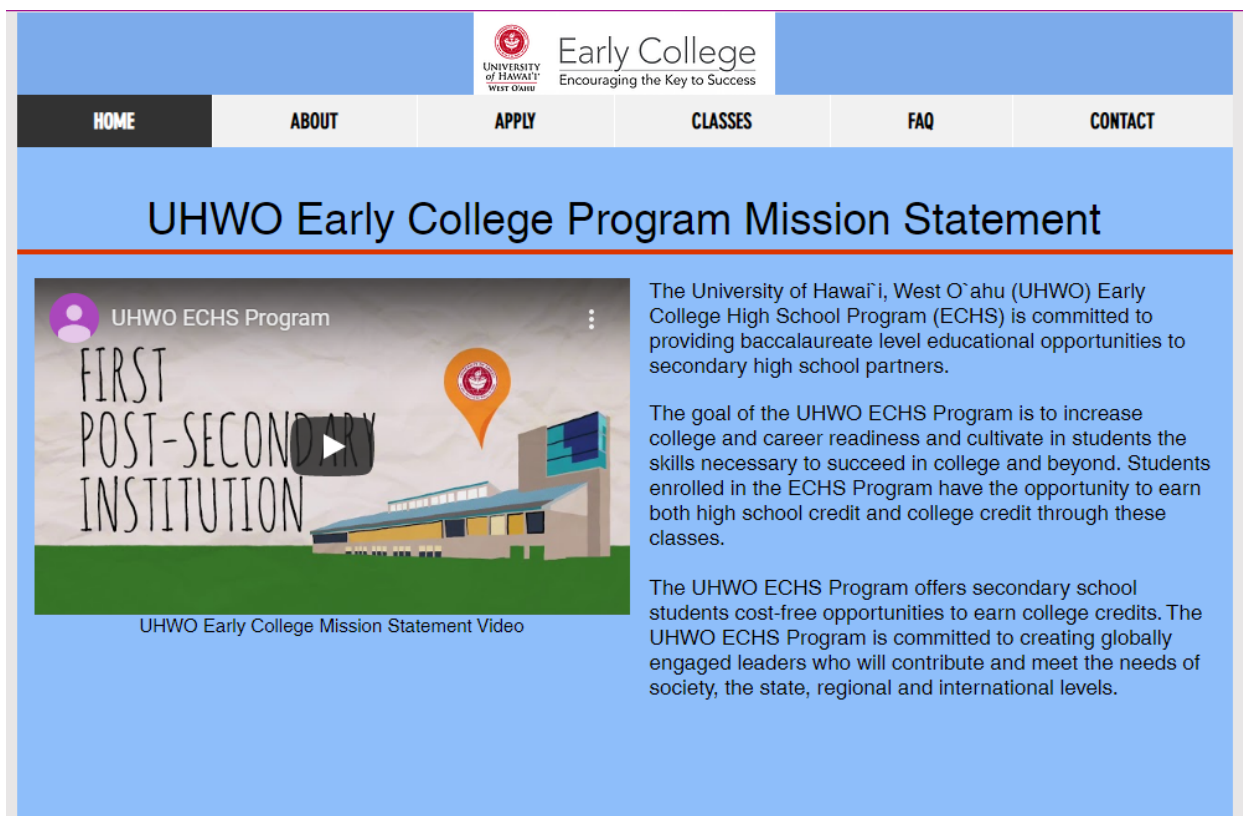 UNIVERSITY
of HAWAI'I
WEST O'AHU
Early College
Encouraging the Key to Success
HOME ABOUT APPLY CLASSES FAQ CONTACT
UHWO Early College Program Mission Statement
UHWO ECHS Program
FIRST
POST-SECONDARY
INSTITUTION
UHWO Early College Mission Statement Video
The University of Hawai`i, West O`ahu (UHWO) Early
College High School Program (ECHS) is committed to
providing baccalaureate level educational opportunities to
secondary high school partners.
The goal of the UHWO ECHS Program is to increase
college and career readiness and cultivate in students the
skills necessary to succeed in college and beyond. Students
enrolled in the ECHS Program have the opportunity to earn
both high school credit and college credit through these
classes.
The UHWO ECHS Program offers secondary school
students cost-free opportunities to earn college credits. The
UHWO ECHS Program is committed to creating globally
engaged leaders who will contribute and meet the needs of
society, the state, regional and international levels.